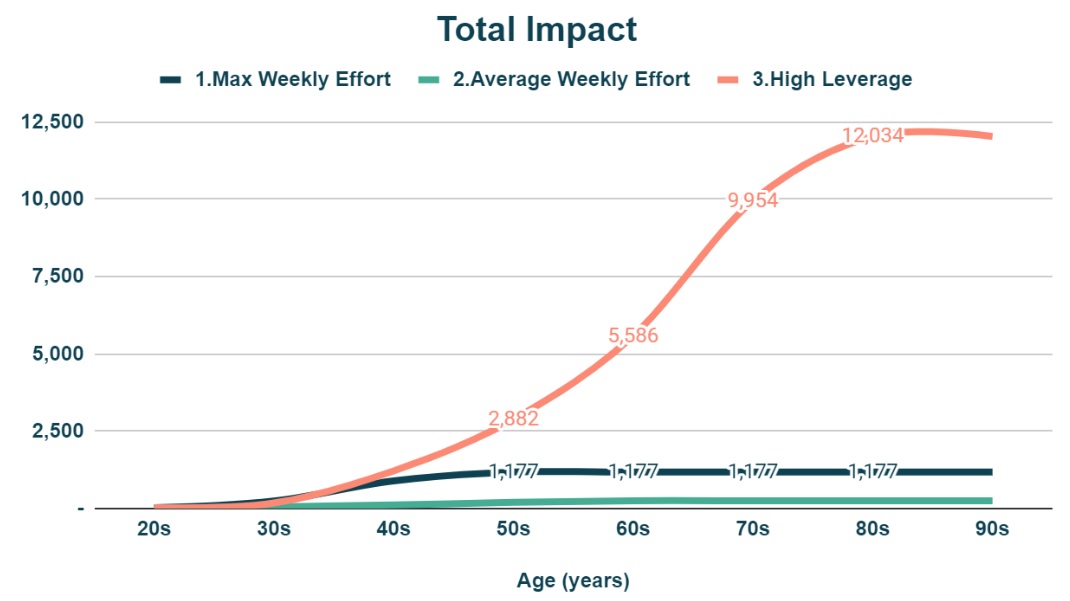 Total Impact
1.Max Weekly Effort 2.Average Weekly Effort 3.High Leverage
12,500
12,034
10,000
9,954
7,500
5,586
5,000
2,882
2,500
1,177 1,177 1,177 1,177
-
20s 30s 40s 50s 60s 70s 80s 90s
Age (years)